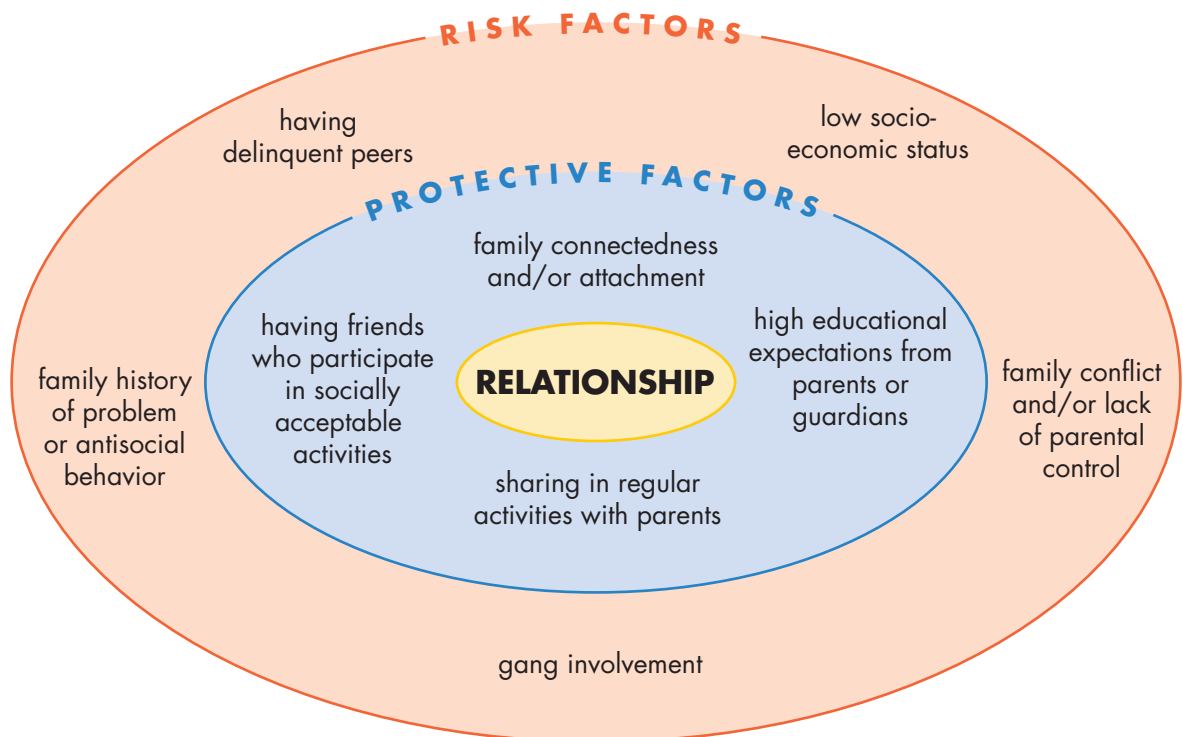 RISK FACTORS
having
delinquent peers
low socio-
economic status
PROTECTIVE FACTORS
family connectedness
and/or attachment
having friends
who participate
in socially
acceptable
activities
RELATIONSHIP
high educational
expectations from
parents or
guardians
family history
of problem
or antisocial
behavior
family conflict
and/or lack
of parental
control
sharing in regular
activities with parents
gang involvement